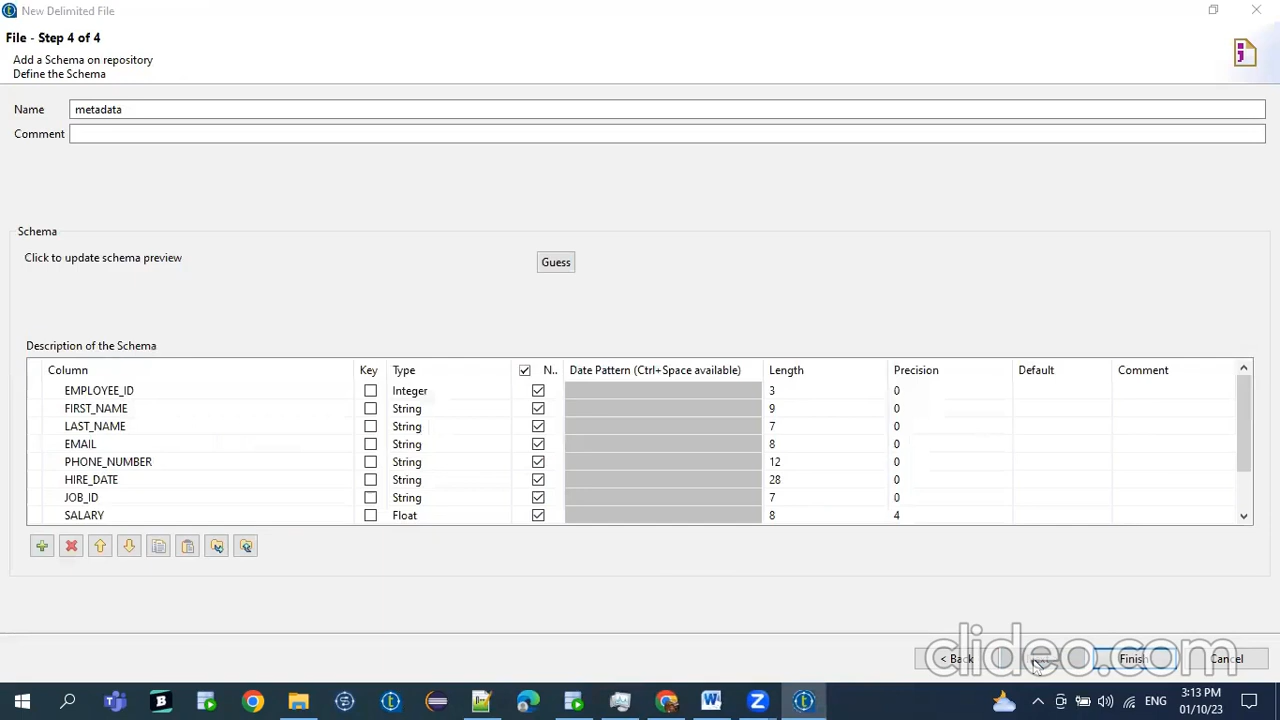 New Delimited File
File - Step 4 of 4
Add a Schema on repository
Define the Schema
Name metadata
Comment
Schema
Click to update schema preview Guess
Description of the Schema
Column Key Type N.. Date Pattern (Ctrl+Space available) Length Precision Default Comment
EMPLOYEE_ID Integer 3 0
FIRST_NAME String 9 0
LAST_NAME String 7 0
EMAIL String 8 0
PHONE_NUMBER String 12 0
HIRE_DATE String 28 0
JOB_ID String 7 0
SALARY Float 8 4
< Back Finish Cancel
clideo.com
ENG 3:13 PM
01/10/23